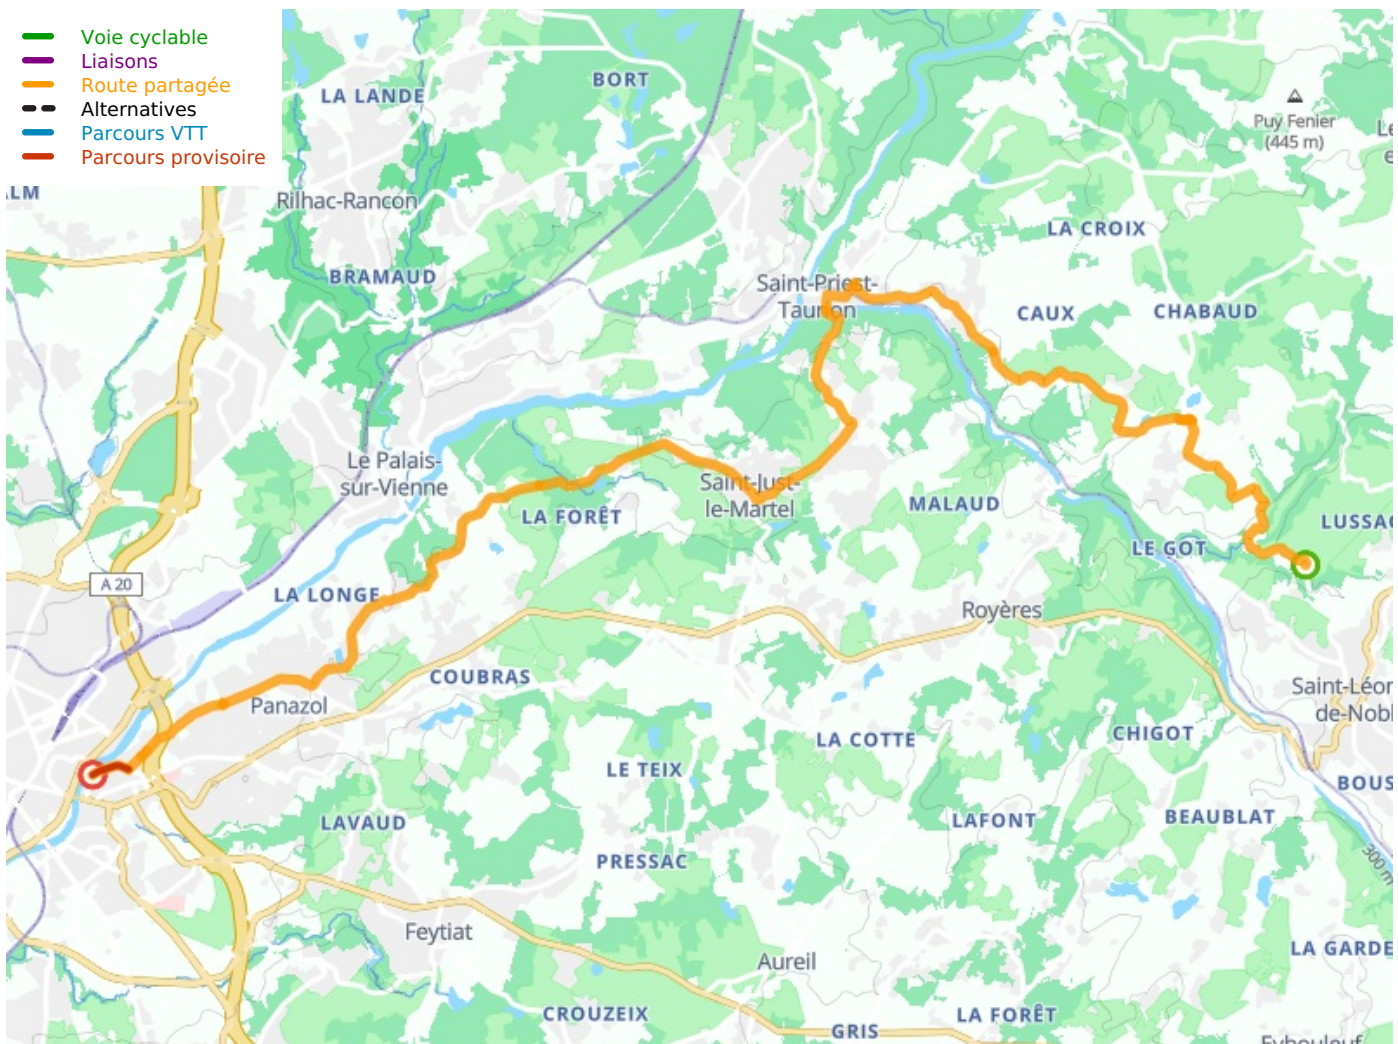 Voie cyclable
Liaisons
Route partagée
Alternatives
Parcours VTT
Parcours provisoire
BORT
LA LANDE
Puy Fenier
(445 m)
Rilhac-Rancon
LA CROIX
BRAMAUD
Saint-Priest-
Taurion
CAUX
CHABAUD
Le Palais-
sur-Vienne
Saint-Just-
le-Martel
MALAUD
LA FORÊT
LUSSAC
LE GOT
A 20
LA LONGE
Royères
COUBRAS
Panazol
Saint-Léon
de-Nobl
CHIGOT
LA COTTE
LE TEIX
BOUS
LAVAUD
LAFONT
BEAUBLAT
PRESSAC
300 m
Feytiat
LA GARDE
Aureil
CROUZEIX
LA FORÊT
GRIS